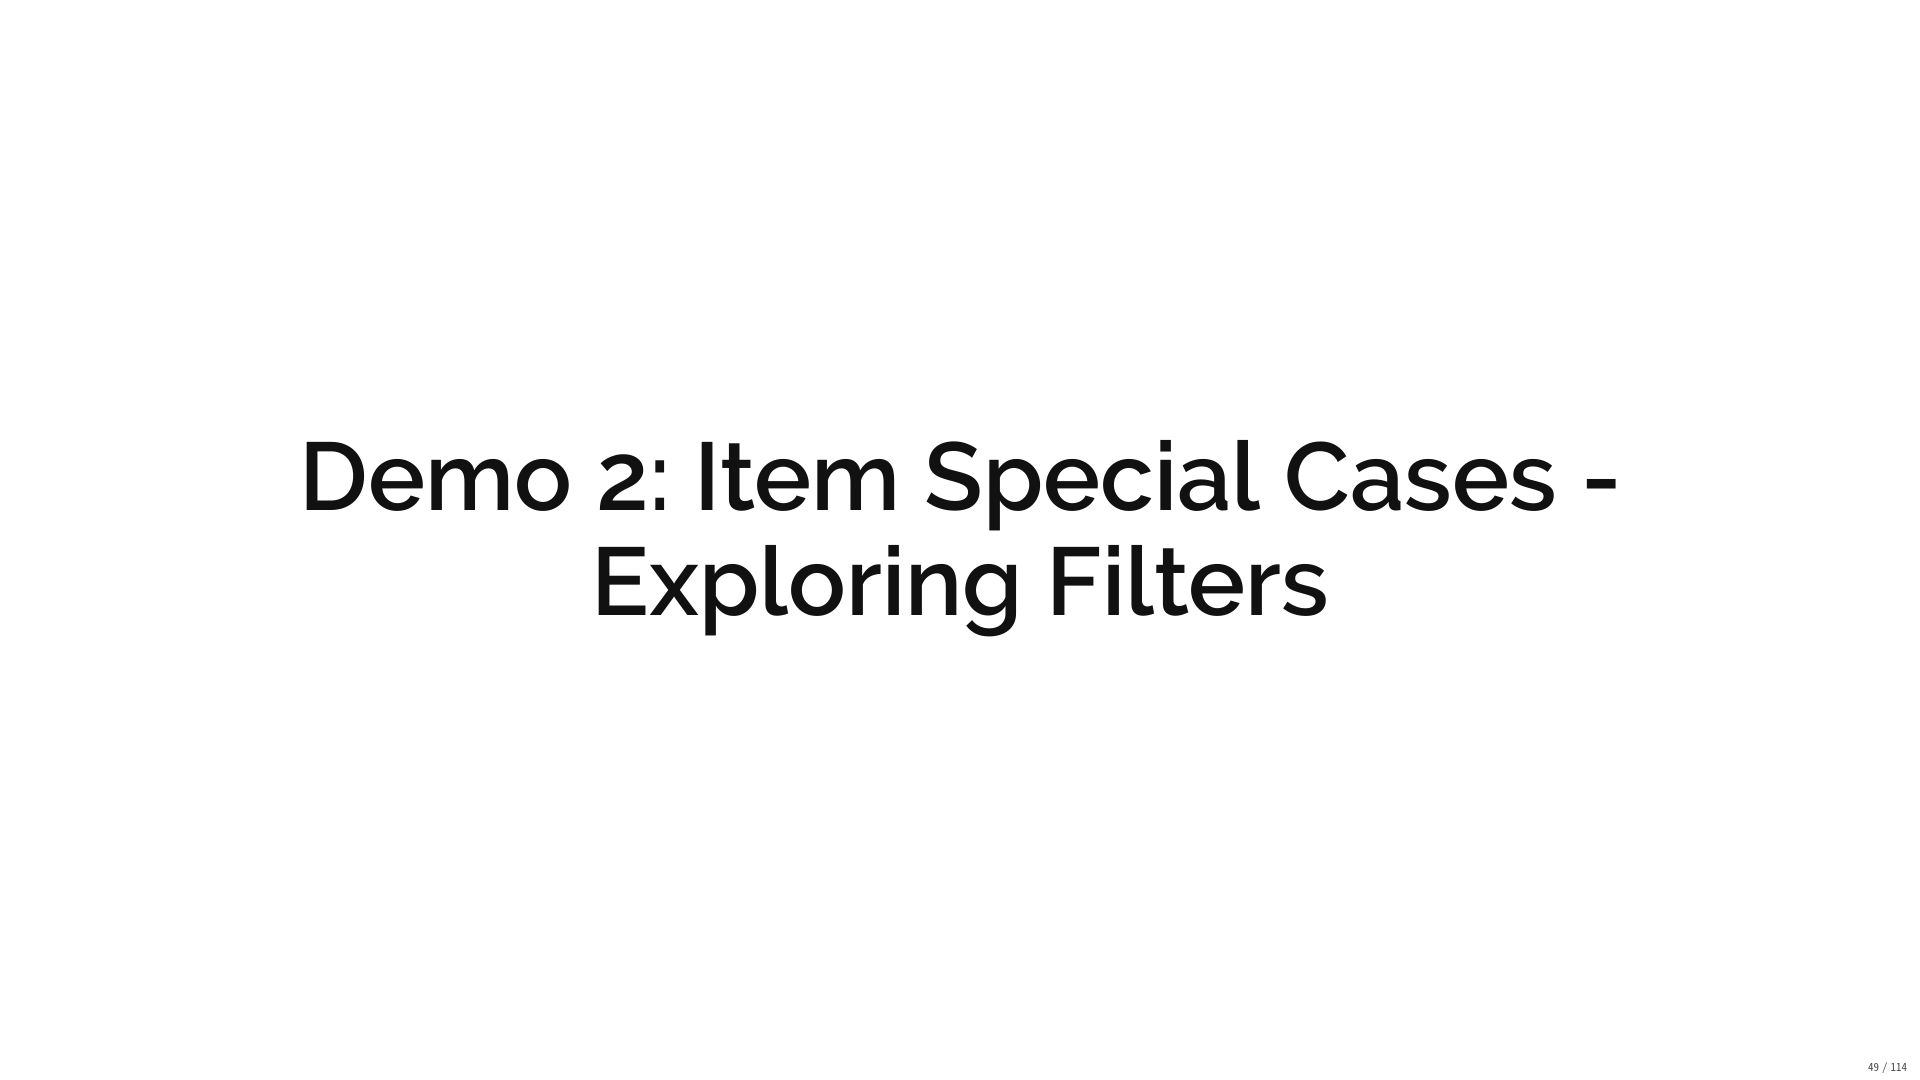 Demo 2: Item Special Cases -
Exploring Filters
49 / 114